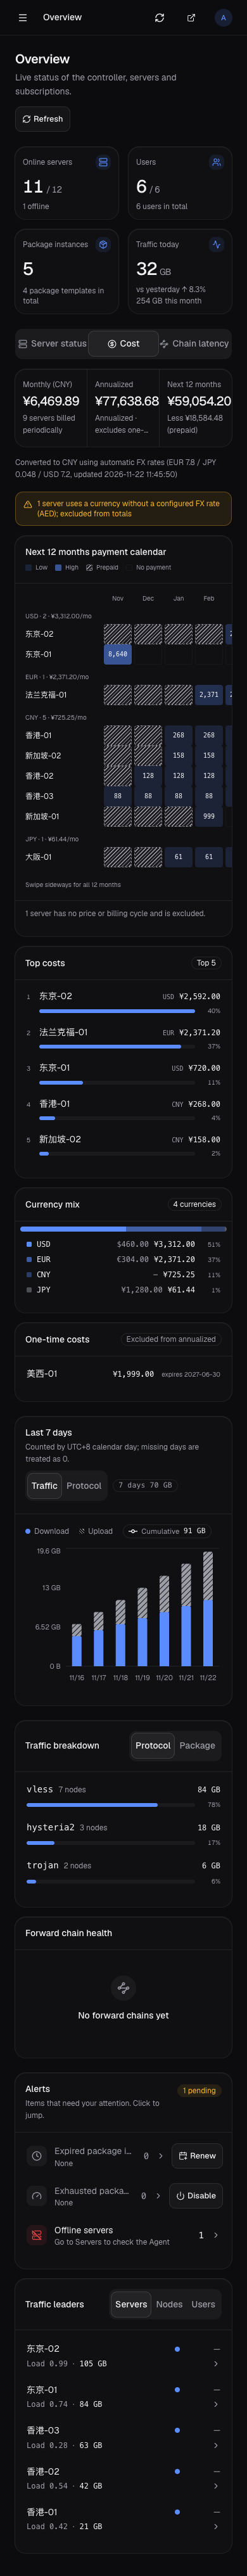 Overview
A
Overview
Live status of the controller, servers and
subscriptions.
Refresh
Online servers
11 / 12
1 offline
Users
6 / 6
6 users in total
Package instances
5
4 package templates in
total
Traffic today
32 GB
vs yesterday ↑ 8.3%
254 GB this month
Server status
Cost
Chain latency
Monthly (CNY)
¥6,469.89
9 servers billed
periodically
Annualized
¥77,638.68
Annualized ·
excludes one-…
Next 12 months
¥59,054.20
Less ¥18,584.48
(prepaid)
Converted to CNY using automatic FX rates (EUR 7.8 / JPY
0.048 / USD 7.2, updated 2026-11-22 11:45:50)
1 server uses a currency without a configured FX rate
(AED); excluded from totals
Next 12 months payment calendar
Low High Prepaid No payment
Nov Dec Jan Feb
USD · 2 · ¥3,312.00/mo
东京-02
东京-01 8,640
EUR · 1 · ¥2,371.20/mo
法兰克福-01 2,371
CNY · 5 · ¥725.25/mo
香港-01 268 268
新加坡-02 158 158
香港-02 128 128 128
香港-03 88 88 88 88
新加坡-01 999
JPY · 1 · ¥61.44/mo
大阪-01 61 61
Swipe sideways for all 12 months
1 server has no price or billing cycle and is excluded.
Top costs
Top 5
1 东京-02 USD ¥2,592.00
40%
2 法兰克福-01 EUR ¥2,371.20
37%
3 东京-01 USD ¥720.00
11%
4 香港-01 CNY ¥268.00
4%
5 新加坡-02 CNY ¥158.00
2%
Currency mix
4 currencies
USD $460.00 ¥3,312.00 51%
EUR €304.00 ¥2,371.20 37%
CNY — ¥725.25 11%
JPY ¥1,280.00 ¥61.44 1%
One-time costs
Excluded from annualized
美西-01 ¥1,999.00 expires 2027-06-30
Last 7 days
Counted by UTC+8 calendar day; missing days are
treated as 0.
Traffic Protocol
7 days 70 GB
Download Upload Cumulative 91 GB
19.6 GB
13 GB
6.52 GB
0 B
11/16 11/17 11/18 11/19 11/20 11/21 11/22
Traffic breakdown
Protocol Package
vless 7 nodes 84 GB
78%
hysteria2 3 nodes 18 GB
17%
trojan 2 nodes 6 GB
6%
Forward chain health
No forward chains yet
Alerts
1 pending
Items that need your attention. Click to
jump.
Expired package i… 0
None
Renew
Exhausted packa… 0
None
Disable
Offline servers 1
Go to Servers to check the Agent
Traffic leaders
Servers Nodes Users
东京-02 —
Load 0.99 · 105 GB
东京-01 —
Load 0.74 · 84 GB
香港-03 —
Load 0.28 · 63 GB
香港-02 —
Load 0.54 · 42 GB
香港-01 —
Load 0.42 · 21 GB